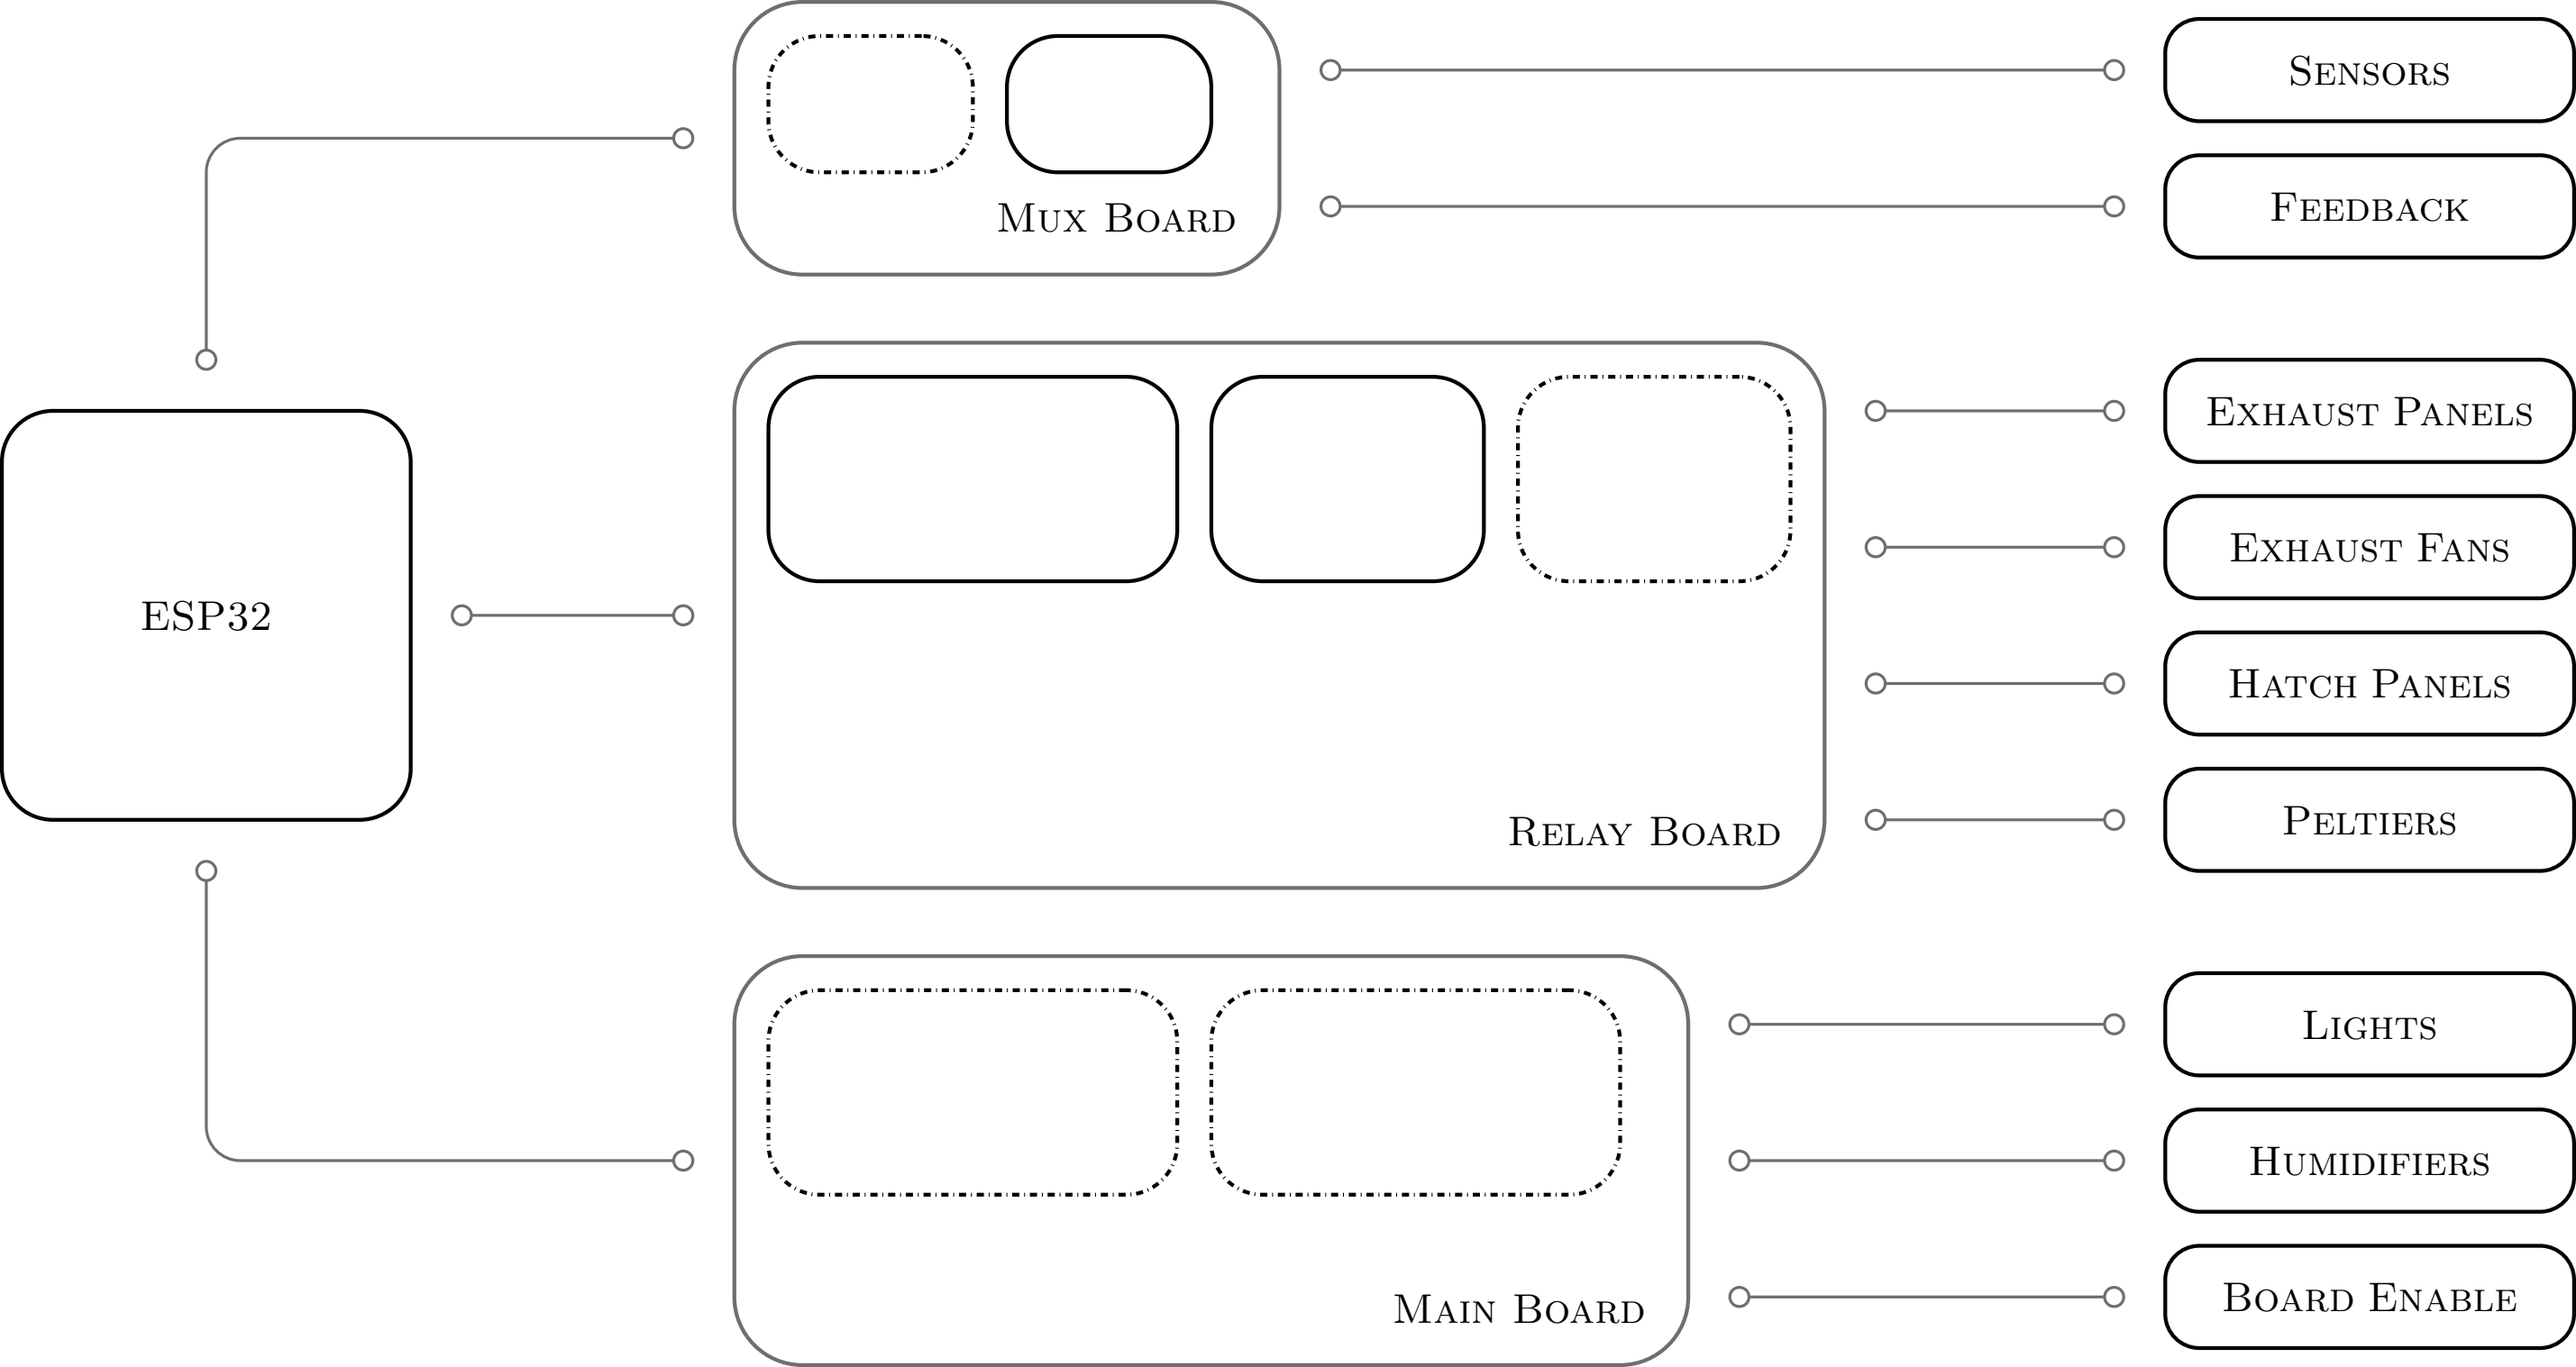 Sensors
Feedback
Mux Board
Exhaust Panels
Exhaust Fans
ESP32
Hatch Panels
Peltiers
Relay Board
Lights
Humidifiers
Board Enable
Main Board